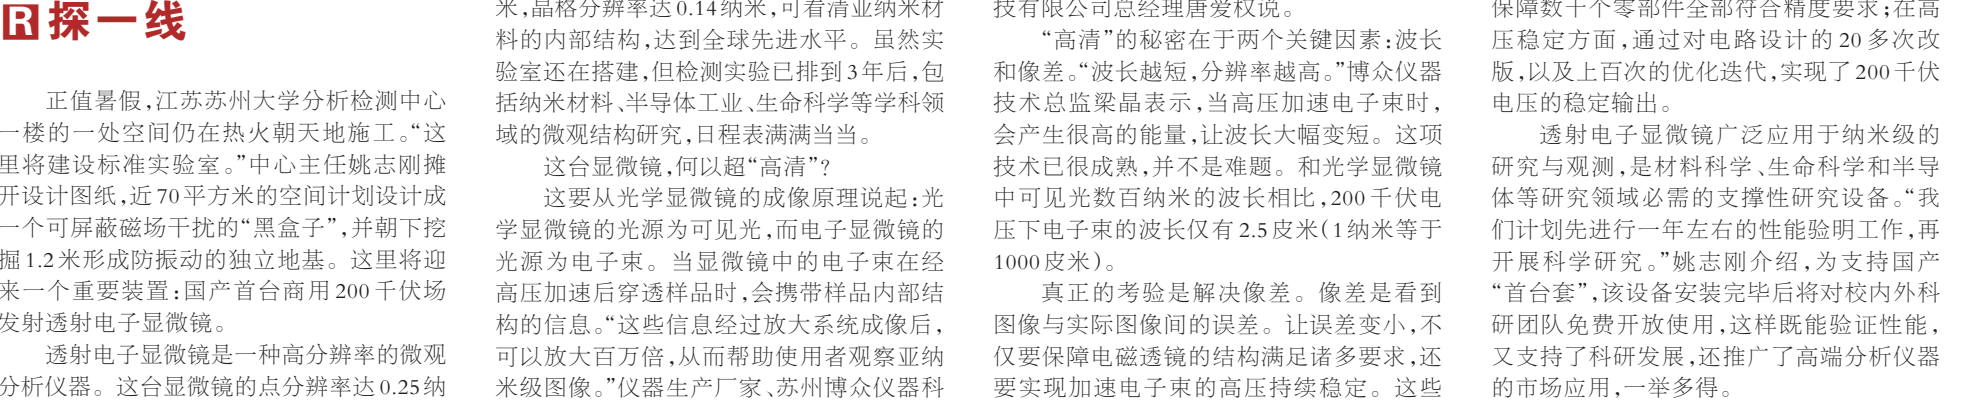 R探一线
正值暑假，江苏苏州大学分析检测中心
一楼的一处空间仍在热火朝天地施工。“这
里将建设标准实验室。”中心主任姚志刚摊
开设计图纸，近70平方米的空间计划设计成
一个可屏蔽磁场干扰的“黑盒子”，并朝下挖
掘1.2米形成防振动的独立地基。这里将迎
来一个重要装置：国产首台商用200千伏场
发射透射电子显微镜。
透射电子显微镜是一种高分辨率的微观
分析仪器。这台显微镜的点分辨率达0.25纳
米，晶格分辨率达0.14纳米，可看清亚纳米材
料的内部结构，达到全球先进水平。虽然实
验室还在搭建，但检测实验已排到3年后，包
括纳米材料、半导体工业、生命科学等学科领
域的微观结构研究，日程表满满当当。
这台显微镜，何以超“高清”？
这要从光学显微镜的成像原理说起：光
学显微镜的光源为可见光，而电子显微镜的
光源为电子束。当显微镜中的电子束在经
高压加速后穿透样品时，会携带样品内部结
构的信息。“这些信息经过放大系统成像后，
可以放大百万倍，从而帮助使用者观察亚纳
米级图像。”仪器生产厂家、苏州博众仪器科
技有限公司总经理唐爱权说。
“高清”的秘密在于两个关键因素：波长
和像差。“波长越短，分辨率越高。”博众仪器
技术总监梁晶表示，当高压加速电子束时，
会产生很高的能量，让波长大幅变短。这项
技术已很成熟，并不是难题。和光学显微镜
中可见光数百纳米的波长相比，200千伏电
压下电子束的波长仅有2.5皮米（1纳米等于
1000皮米）。
真正的考验是解决像差。像差是看到
图像与实际图像间的误差。让误差变小，不
仅要保障电磁透镜的结构满足诸多要求，还
要实现加速电子束的高压持续稳定。这些
保障数十个零部件全部符合精度要求；在高
压稳定方面，通过对电路设计的20多次改
版，以及上百次的优化迭代，实现了200千伏
电压的稳定输出。
透射电子显微镜广泛应用于纳米级的
研究与观测，是材料科学、生命科学和半导
体等研究领域必需的支撑性研究设备。“我
们计划先进行一年左右的性能验明工作，再
开展科学研究。”姚志刚介绍，为支持国产
“首台套”，该设备安装完毕后将对校内外科
研团队免费开放使用，这样既能验证性能，
又支持了科研发展，还推广了高端分析仪器
的市场应用，一举多得。